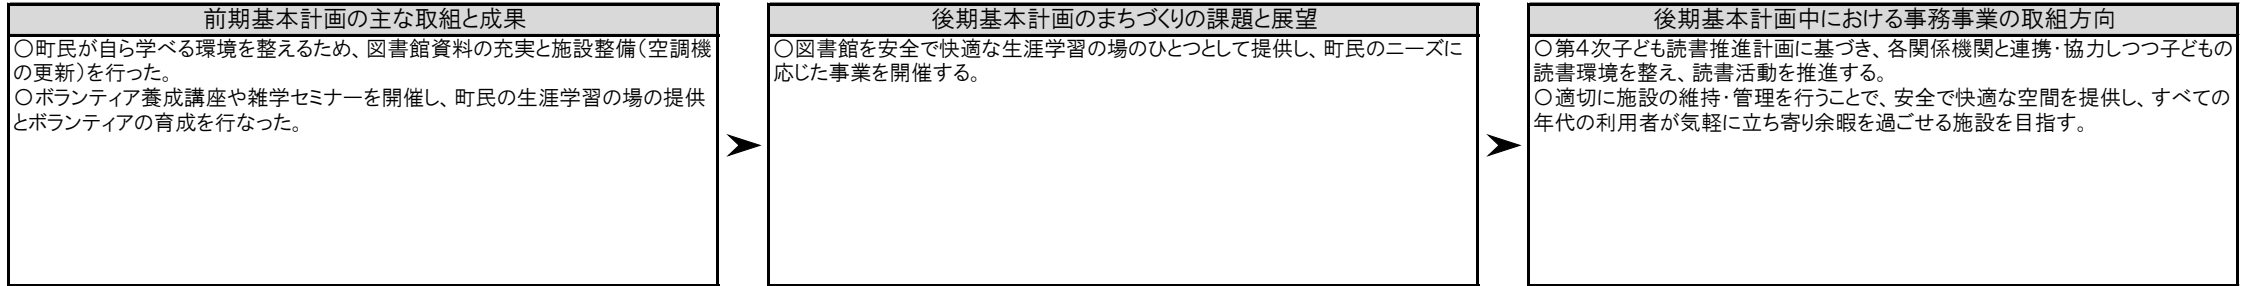 前期基本計画の主な取組と成果
〇町民が自ら学べる環境を整えるため、図書館資料の充実と施設整備(空調機
の更新)を行った。
〇ボランティア養成講座や雑学セミナーを開催し、町民の生涯学習の場の提供
とボランティアの育成を行なった。
後期基本計画のまちづくりの課題と展望
〇図書館を安全で快適な生涯学習の場のひとつとして提供し、町民のニーズに
応じた事業を開催する。
後期基本計画中における事務事業の取組方向
〇第4次子ども読書推進計画に基づき、各関係機関と連携・協力しつつ子どもの
読書環境を整え、読書活動を推進する。
〇適切に施設の維持・管理を行うことで、安全で快適な空間を提供し、すべての
年代の利用者が気軽に立ち寄り余暇を過ごせる施設を目指す。